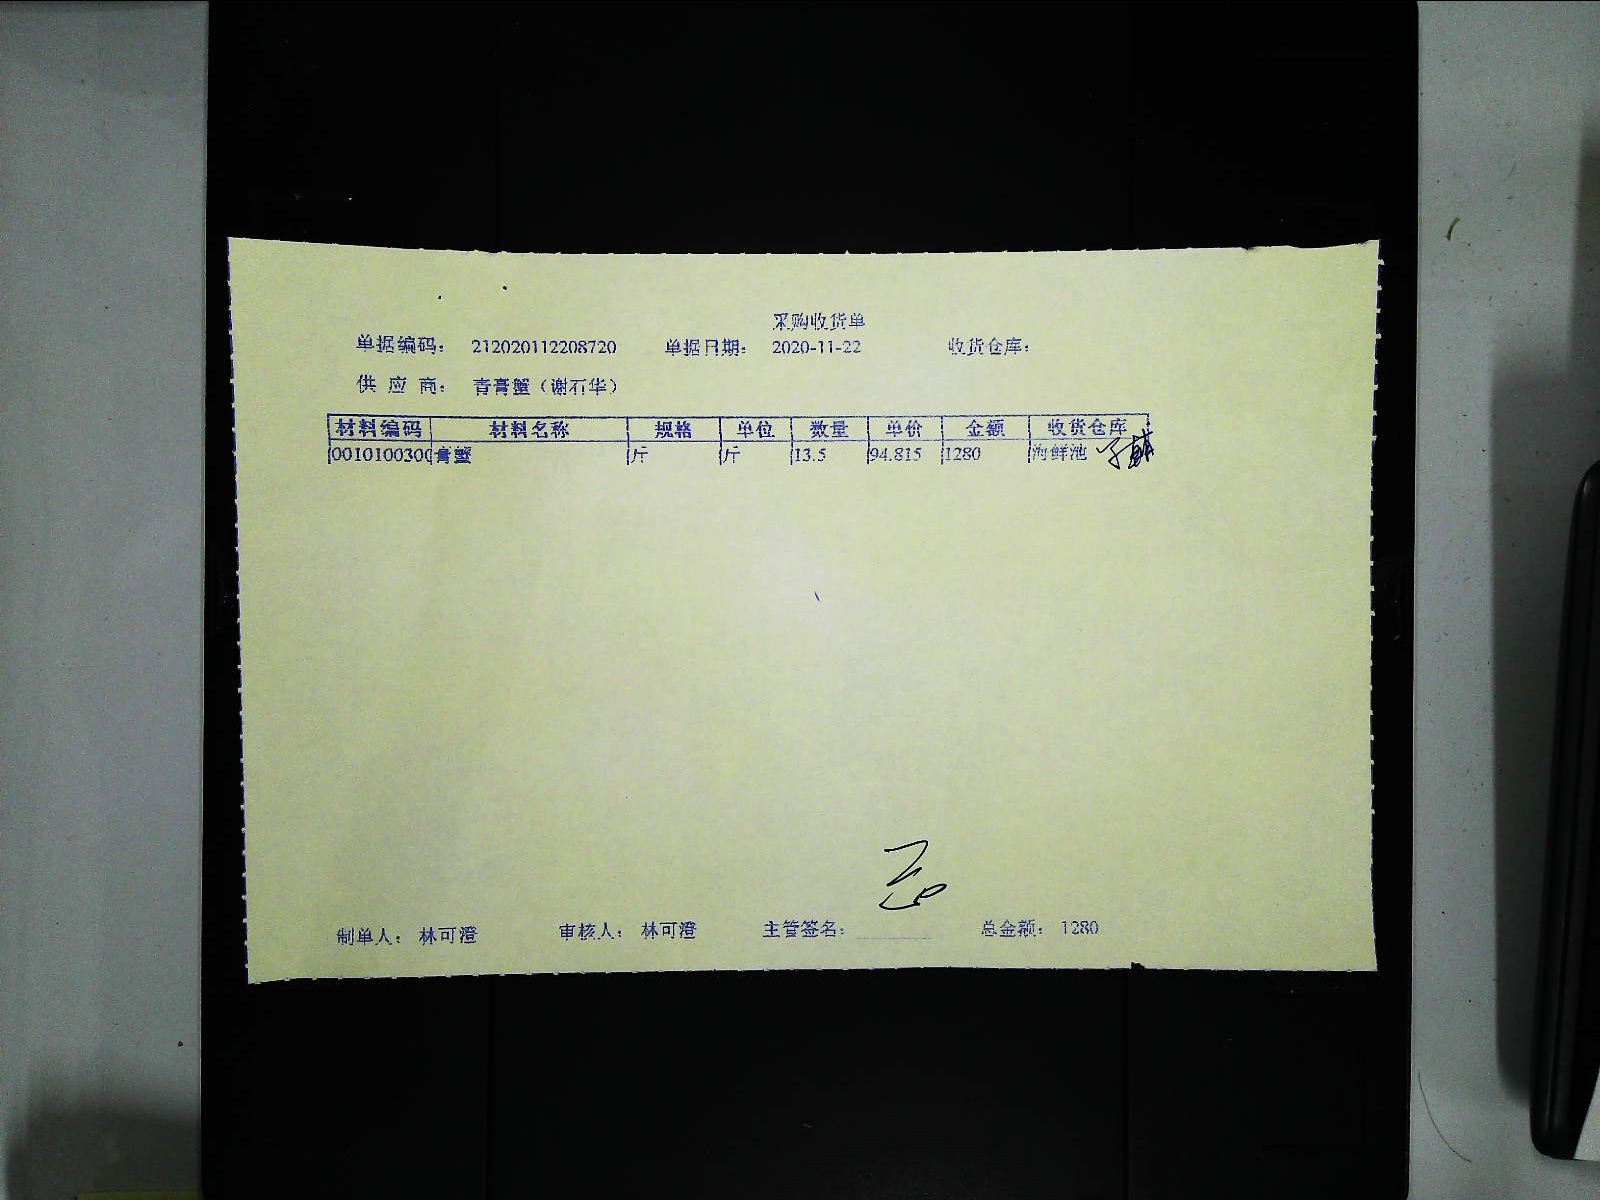 采购收货单
单据编码： 212020112208720 单据日期： 2020-11-22 收货仓库：
供 应 商： 青膏蟹（谢石华）
材料编码 材料名称 规格 单位 数量 单价 金额 收货仓库
0010100300 膏蟹 斤 斤 13.5 94.815 1280 海鲜池
制单人： 林可澄 审核人： 林可澄 主管签名： 总金额： 1280